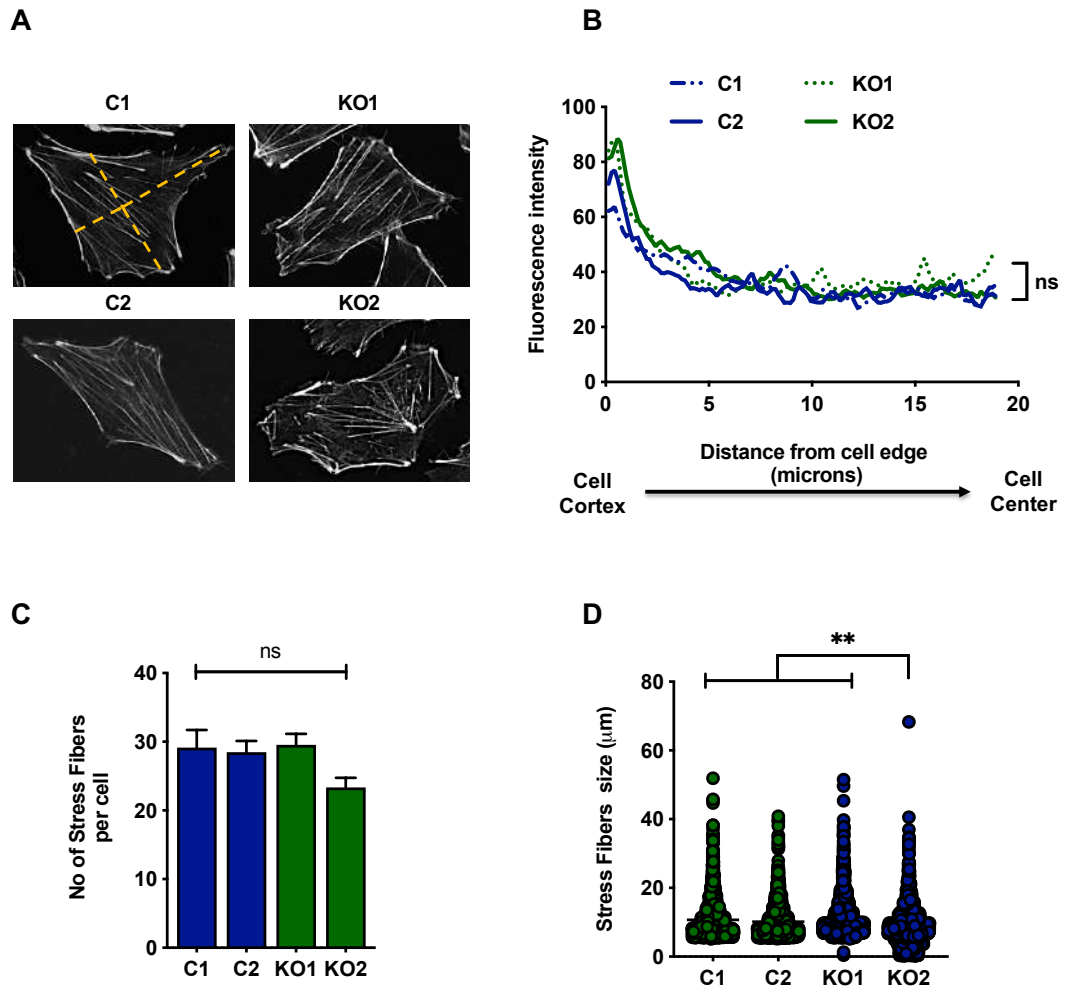 A
C1
KO1
C2
KO2
B
C1
KO1
C2
KO2
Fluorescence intensity
100
80
60
40
20
0
0
5
10
15
20
ns
Distance from cell edge
(microns)
Cell
Cortex
Cell
Center
C
No of Stress Fibers
per cell
ns
40
30
20
10
0
C1
C2
KO1
KO2
D
Stress Fibers size (μm)
**
80
60
40
20
0
C1
C2
KO1
KO2